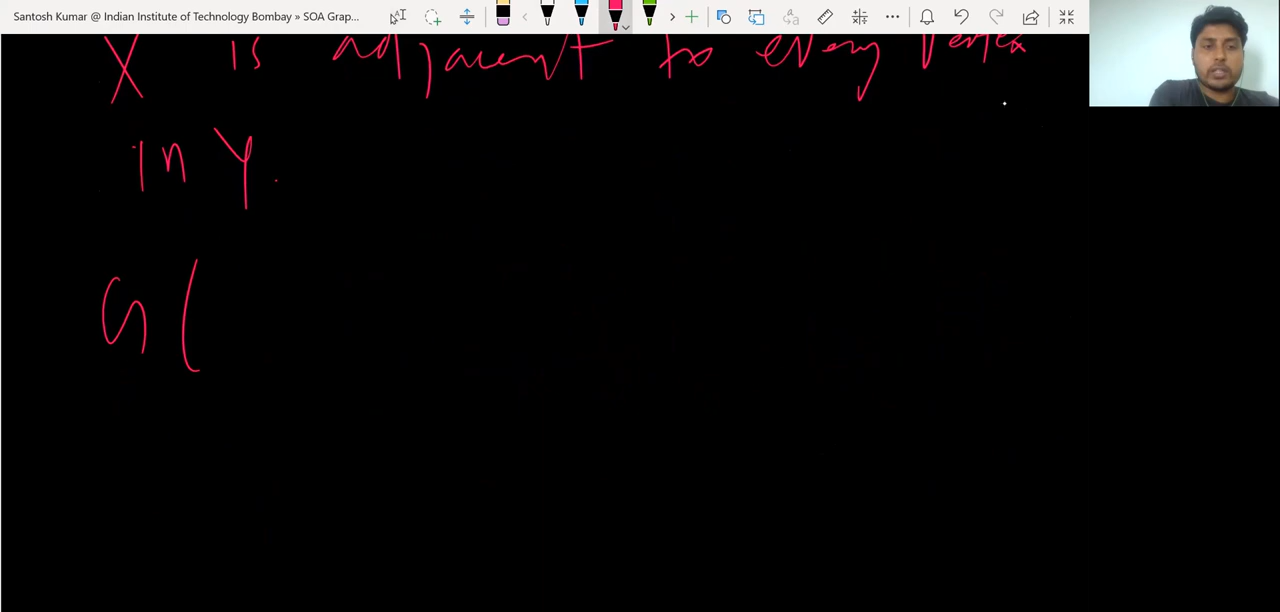 Santosh Kumar @ Indian Institute of Technology Bombay » SOA Grap...
X is adjacent to every vertex
in Y.
G (